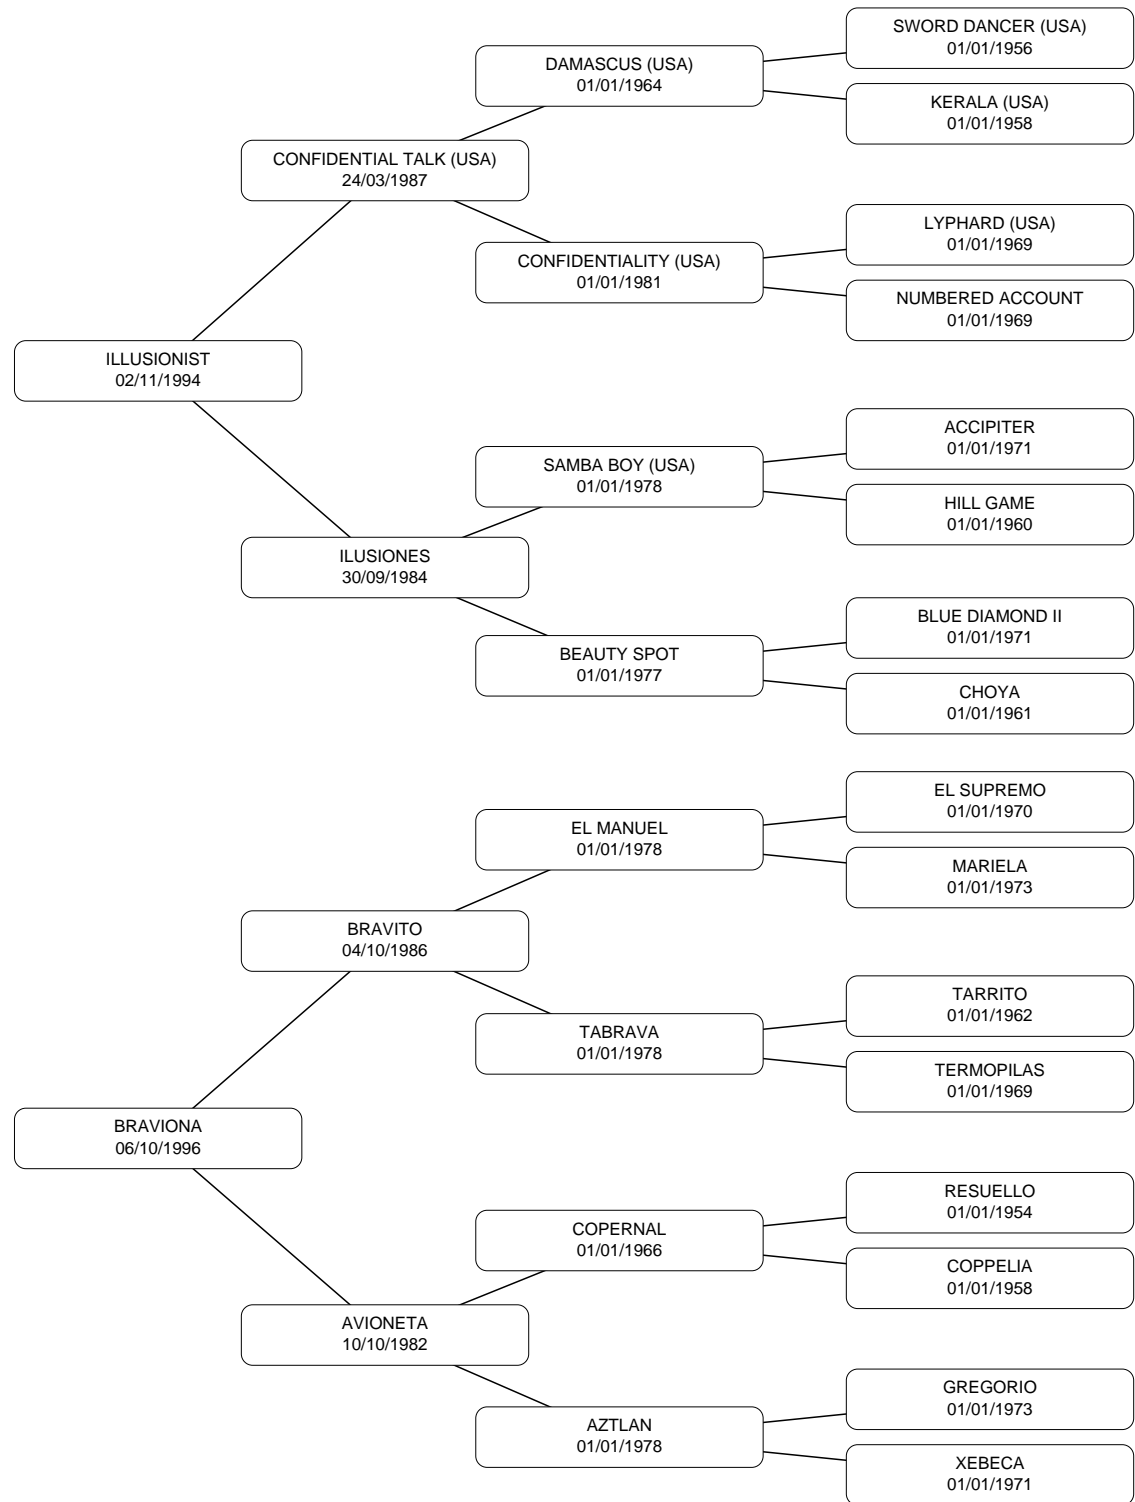 SWORD DANCER (USA)
01/01/1956
DAMASCUS (USA)
01/01/1964
KERALA (USA)
01/01/1958
CONFIDENTIAL TALK (USA)
24/03/1987
LYPHARD (USA)
01/01/1969
CONFIDENTIALITY (USA)
01/01/1981
NUMBERED ACCOUNT
01/01/1969
ILLUSIONIST
02/11/1994
ACCIPITER
01/01/1971
SAMBA BOY (USA)
01/01/1978
HILL GAME
01/01/1960
ILUSIONES
30/09/1984
BLUE DIAMOND II
01/01/1971
BEAUTY SPOT
01/01/1977
CHOYA
01/01/1961
EL SUPREMO
01/01/1970
EL MANUEL
01/01/1978
MARIELA
01/01/1973
BRAVITO
04/10/1986
TARRITO
01/01/1962
TABRAVA
01/01/1978
TERMOPILAS
01/01/1969
BRAVIONA
06/10/1996
RESUELLO
01/01/1954
COPERNAL
01/01/1966
COPPELIA
01/01/1958
AVIONETA
10/10/1982
GREGORIO
01/01/1973
AZTLAN
01/01/1978
XEBECA
01/01/1971